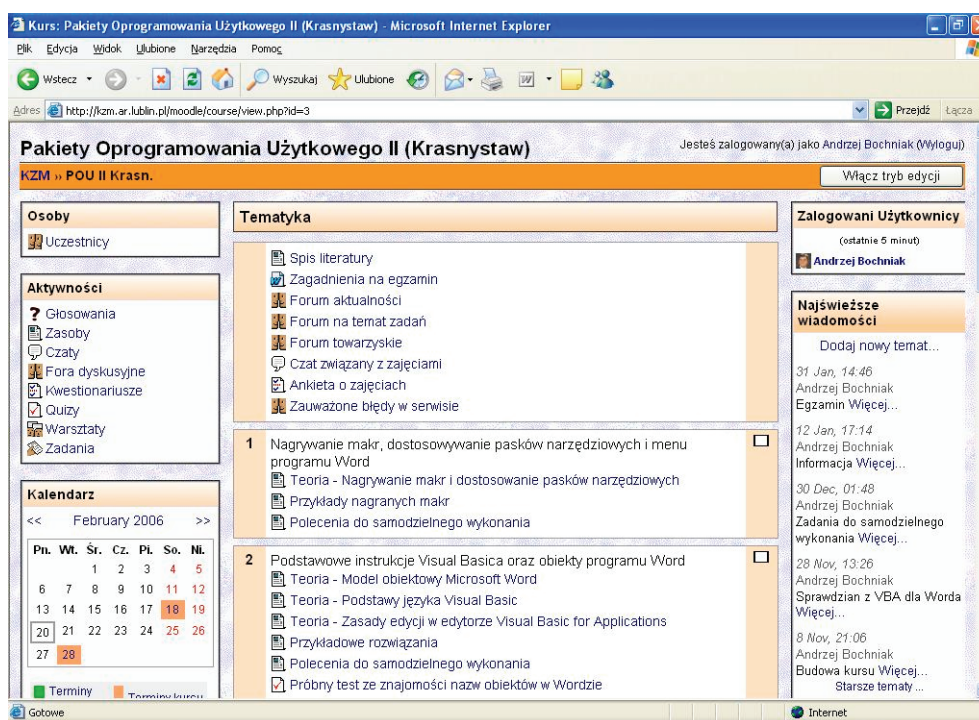 Kurs: Pakiety Oprogramowania Użytkowego II (Krasnystaw) - Microsoft Internet Explorer
Plik Edycja Widok Ulubione Narzędzia Pomoc
Wstecz Wyszukaj Ulubione
Adres http://kzm.ar.lublin.pl/moodle/course/view.php?id=3 Przejdź Łącza
Pakiety Oprogramowania Użytkowego II (Krasnystaw)
Jesteś zalogowany(a) jako Andrzej Bochniak (Wyloguj)
KZM » POU II Krasn.
Włącz tryb edycji
Osoby
Uczestnicy
Aktywności
? Głosowania
Zasoby
Czaty
Fora dyskusyjne
Kwestionariusze
Quizy
Warsztaty
Zadania
Kalendarz
<< February 2006 >>
Pn. Wt. Śr. Cz. Pi. So. Ni.
1 2 3 4 5
6 7 8 9 10 11 12
13 14 15 16 17 18 19
20 21 22 23 24 25 26
27 28
Terminy
Terminy kursu
Tematyka
Spis literatury
Zagadnienia na egzamin
Forum aktualności
Forum na temat zadań
Forum towarzyskie
Czat związany z zajęciami
Ankieta o zajęciach
Zauważone błędy w serwisie
1 Nagrywanie makr, dostosowywanie pasków narzędziowych i menu
programu Word
Teoria - Nagrywanie makr i dostosowanie pasków narzędziowych
Przykłady nagranych makr
Polecenia do samodzielnego wykonania
2 Podstawowe instrukcje Visual Basica oraz obiekty programu Word
Teoria - Model obiektowy Microsoft Word
Teoria - Podstawy języka Visual Basic
Teoria - Zasady edycji w edytorze Visual Basic for Applications
Przykładowe rozwiązania
Polecenia do samodzielnego wykonania
Próbny test ze znajomości nazw obiektów w Wordzie
Zalogowani Użytkownicy
(ostatnie 5 minut)
Andrzej Bochniak
Najświeższe
wiadomości
Dodaj nowy temat...
31 Jan, 14:46
Andrzej Bochniak
Egzamin Więcej...
12 Jan, 17:14
Andrzej Bochniak
Informacja Więcej...
30 Dec, 01:48
Andrzej Bochniak
Zadania do samodzielnego
wykonania Więcej...
28 Nov, 13:26
Andrzej Bochniak
Sprawdzian z VBA dla Worda
Więcej...
8 Nov, 21:06
Andrzej Bochniak
Budowa kursu Więcej...
Starsze tematy ...
Gotowe
Internet